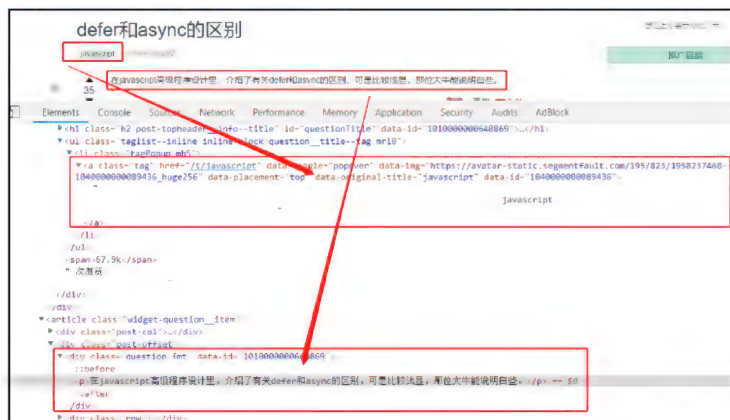 defer和async的区别
javascript
推广链接
在javascript高级程序设计里，介绍了有关defer和async的区别，可是比较浅显，那位大牛能说明白些。
35
Elements Console Sources Network Performance Memory Application Security Audits AdBlock
<h1 class="h2 post-topheader__info--title" id="questionTitle" data-id="1010000000640869">…</h1>
<ul class="taglist--inline inline-block question__title--tag mr10">
<li class="tagPopup mb5">
<a class="tag" href="/t/javascript" data-toggle="popover" data-img="https://avatar-static.segmentfault.com/195/823/1958237468-
1040000000089436_huge256" data-placement="top" data-original-title="javascript" data-id="1040000000089436">
"
javascript
"
</a>
</li>
</ul>
<span>67.9k</span>
" 次浏览
</div>
</div>
<article class="widget-question__item">
<div class="post-col">…</div>
<div class="post-offset">
<div class="question fmt" data-id="1010000000640869">
::before
<p>在javascript高级程序设计里，介绍了有关defer和async的区别，可是比较浅显，那位大牛能说明白些。</p> == $0
::after
</div>
<div class="row">…</div>